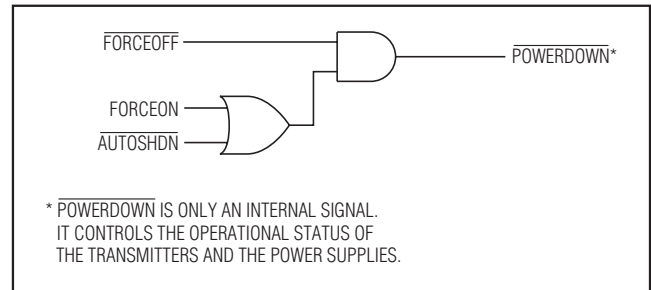 FORCEOFF
POWERDOWN*
FORCEON
AUTOSHDN
* POWERDOWN IS ONLY AN INTERNAL SIGNAL.
IT CONTROLS THE OPERATIONAL STATUS OF
THE TRANSMITTERS AND THE POWER SUPPLIES.